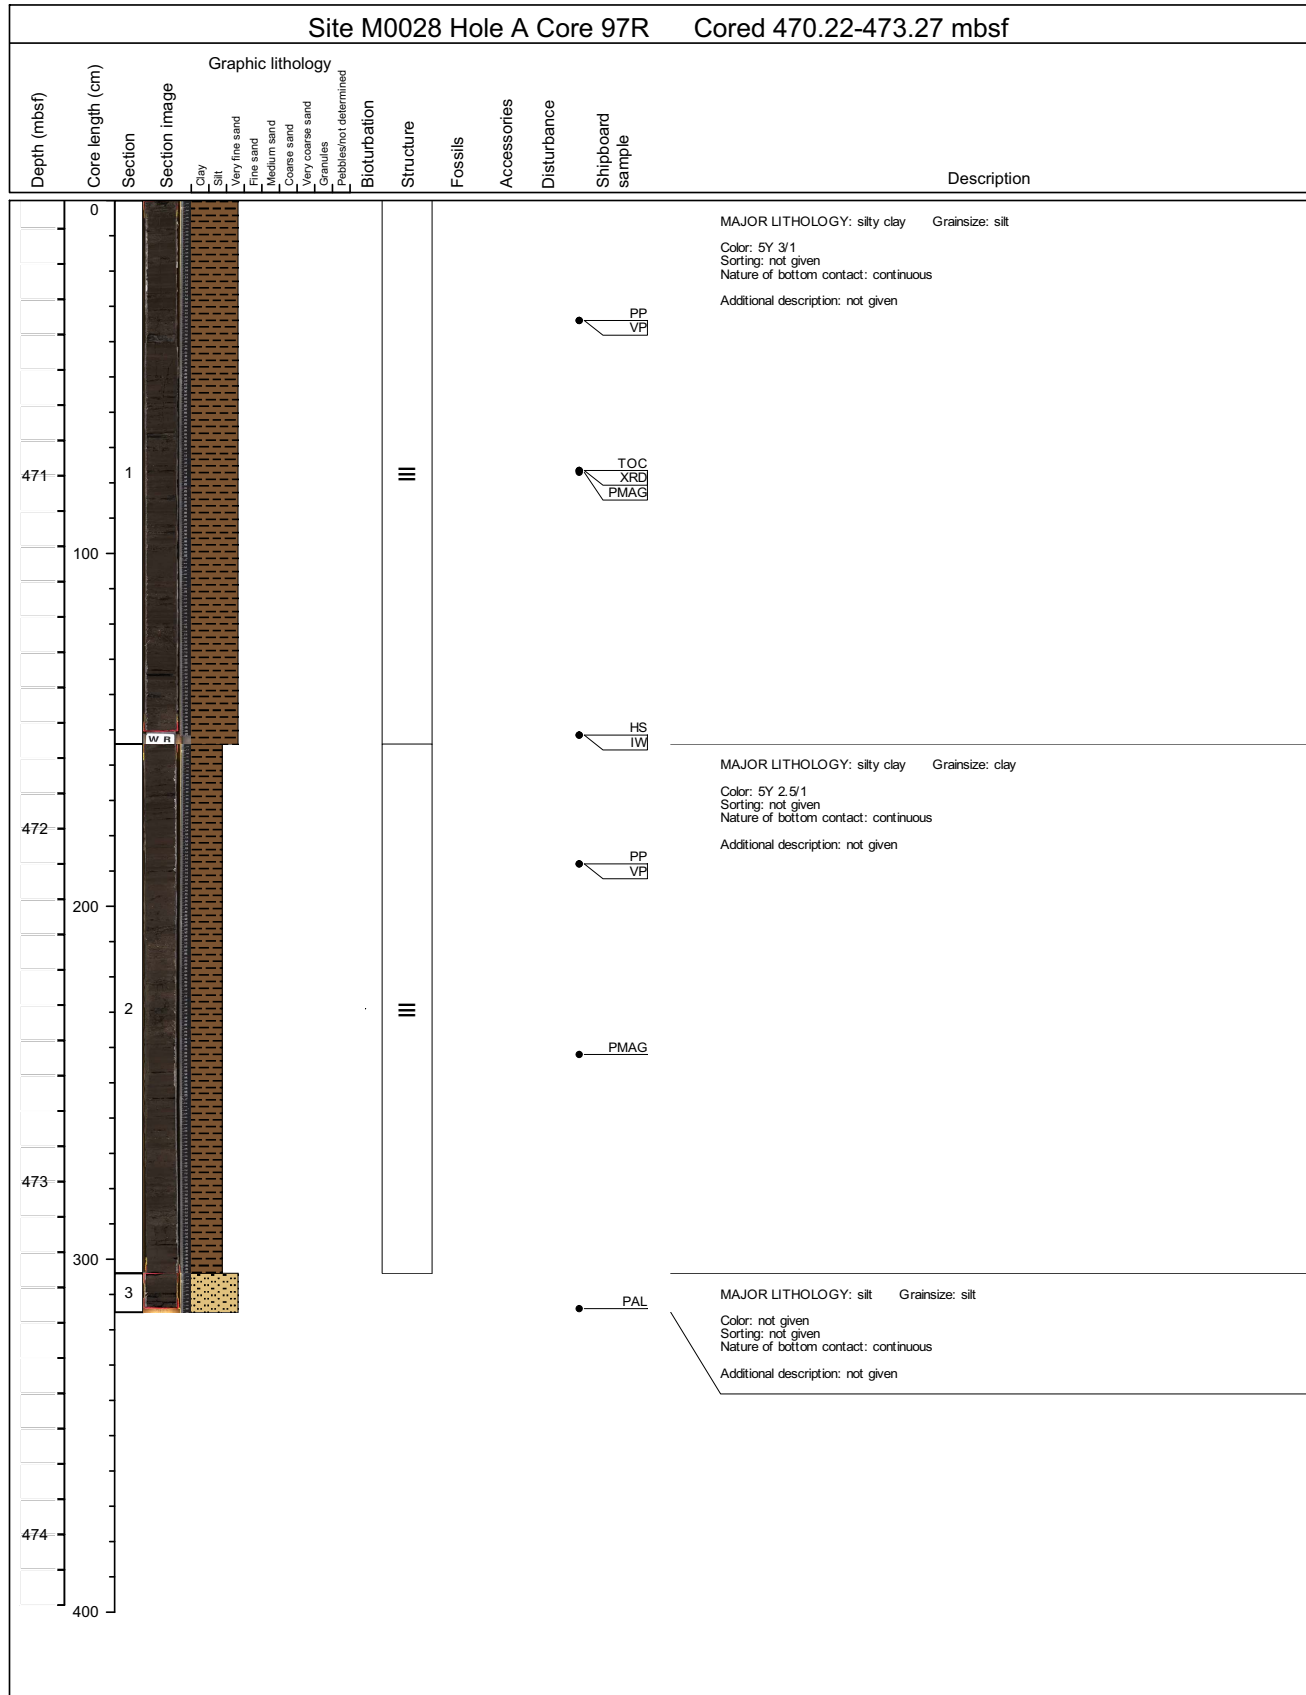 Site M0028 Hole A Core 97R Cored 470.22-473.27 mbsf
Graphic lithology
Depth (mbsf)
Core length (cm)
Section
Section image
Clay
Silt
Very fine sand
Fine sand
Medium sand
Coarse sand
Very coarse sand
Granules
Pebbles/not determined
Bioturbation
Structure
Fossils
Accessories
Disturbance
Shipboard
sample
Description
0
MAJOR LITHOLOGY: silty clay Grainsize: silt
Color: 5Y 3/1
Sorting: not given
Nature of bottom contact: continuous
Additional description: not given
PP
VP
471
1
TOC
XRD
PMAG
100
W R
HS
IW
MAJOR LITHOLOGY: silty clay Grainsize: clay
Color: 5Y 2.5/1
Sorting: not given
Nature of bottom contact: continuous
Additional description: not given
472
PP
VP
200
2
PMAG
473
300
3
PAL
MAJOR LITHOLOGY: silt Grainsize: silt
Color: not given
Sorting: not given
Nature of bottom contact: continuous
Additional description: not given
474
400